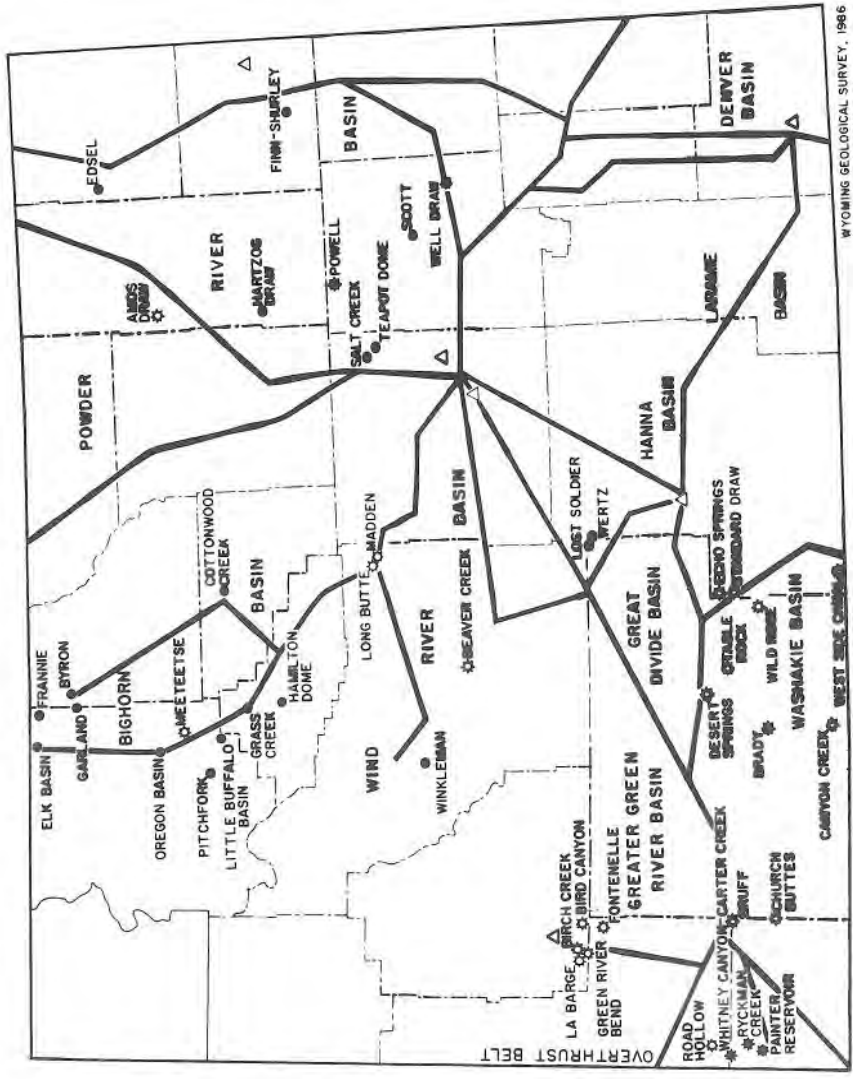 ELK BASIN
FRANNIE
BYRON
GARLAND
BIGHORN
OREGON BASIN
MEETEETSE
PITCHFORK
LITTLE BUFFALO
BASIN
GRASS
CREEK
HAMILTON
DOME
COTTONWOOD
CREEK
BASIN
POWDER
RIVER
BASIN
AMOS
DRAW
EDSEL
HARTZOG
DRAW
FINN-SHURLEY
POWELL
SALT CREEK
TEAPOT DOME
SCOTT
WELL DRAW
LONG BUTTE
MADDEN
WIND
RIVER
BASIN
WINKLEMAN
BEAVER CREEK
LA BARGE
BIRCH CREEK
BIRD CANYON
GREEN RIVER
BEND
FONTENELLE
GREATER GREEN
RIVER BASIN
GREAT
DIVIDE BASIN
LOST SOLDIER
WERTZ
HANNA
BASIN
LARAMIE
BASIN
DENVER
BASIN
OVERTHRUST BELT
ROAD
HOLLOW
WHITNEY CANYON
CARTER CREEK
RYCKMAN
CREEK
PAINTER
RESERVOIR
BRUFF
CHURCH
BUTTES
DESERT
SPRINGS
BRADY
TABLE
ROCK
ECHO SPRINGS
STANDARD DRAW
WILD ROSE
WASHAKIE BASIN
CANYON CREEK
WEST SIDE
WYOMING GEOLOGICAL SURVEY, 1986